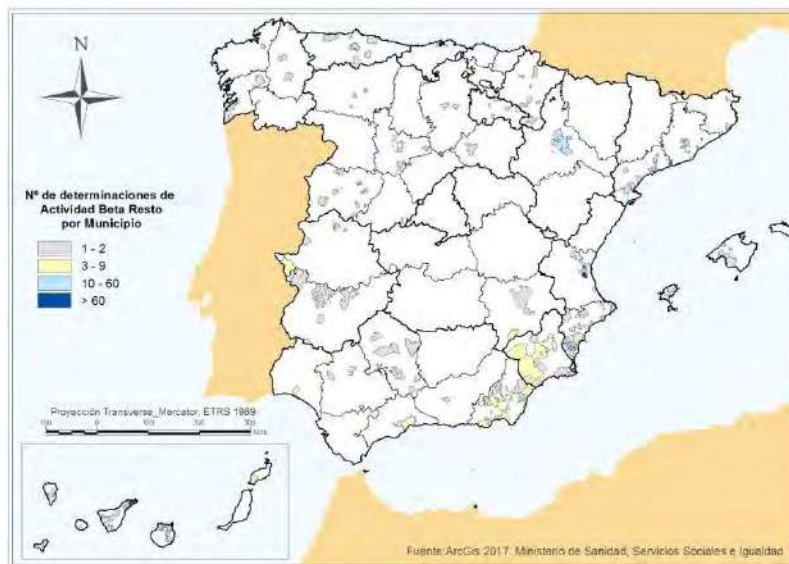 N
Nº de determinaciones de
Actividad Beta Resto
por Municipio
1 - 2
3 - 9
10 - 60
> 60
Proyección Transverse_Mercator, ETRS 1989
Fuente:ArcGis 2017. Ministerio de Sanidad, Servicios Sociales e Igualdad